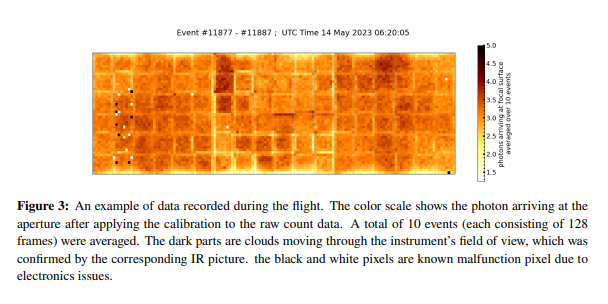 Event #11877 - #11887 ; UTC Time 14 May 2023 06:20:05
5.0
4.5
4.0
3.5
3.0
2.5
2.0
1.5
photons arriving at focal surface
averaged over 10 events
Figure 3: An example of data recorded during the flight. The color scale shows the photon arriving at the
aperture after applying the calibration to the raw count data. A total of 10 events (each consisting of 128
frames) were averaged. The dark parts are clouds moving through the instrument's field of view, which was
confirmed by the corresponding IR picture. the black and white pixels are known malfunction pixel due to
electronics issues.